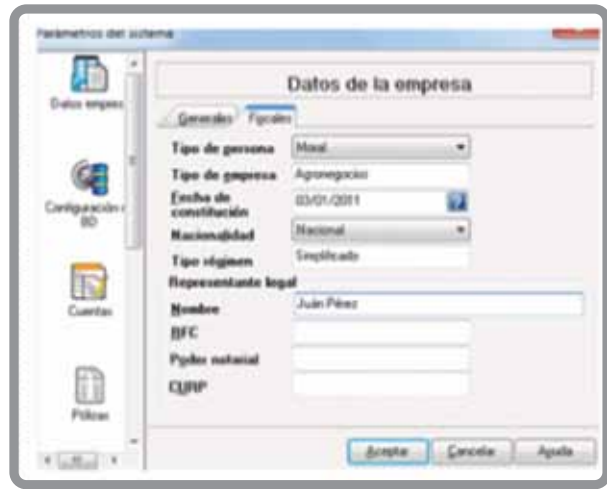 Parámetros del sistema
Datos empresa
Configuración
BD
Cuentas
Pólizas
Datos de la empresa
Generales Fiscales
Tipo de persona Moral
Tipo de empresa Agronegocios
Fecha de
constitución 03/01/2011
Nacionalidad Nacional
Tipo régimen Simplificado
Representante legal
Nombre Juán Pérez
RFC
Poder notarial
CURP
Aceptar Cancelar Ayuda